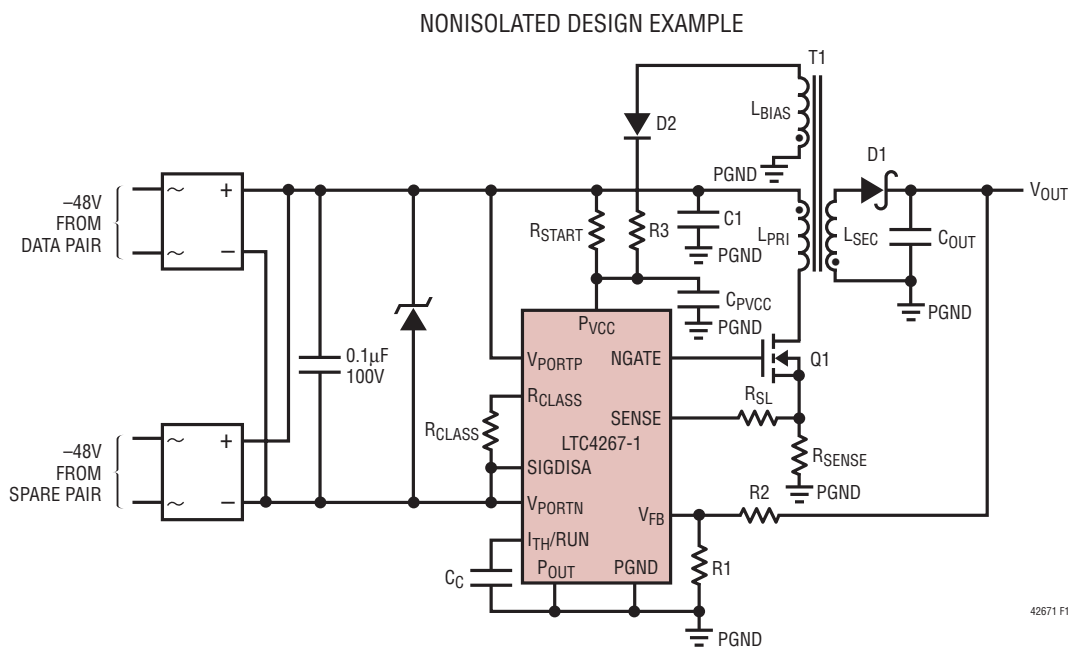 NONISOLATED DESIGN EXAMPLE
T1
LBIAS
D2
PGND
D1
–48V
FROM
DATA PAIR
~
+
~
–
VOUT
RSTART
R3
C1
PGND
LPRI
LSEC
COUT
PGND
CPVCC
PGND
PVCC
0.1µF
100V
VPORTP
NGATE
Q1
RCLASS
RSL
SENSE
RCLASS
LTC4267-1
RSENSE
–48V
FROM
SPARE PAIR
~
+
~
–
SIGDISA
PGND
VPORTN
VFB
R2
ITH/RUN
CC
POUT
PGND
R1
PGND
42671 F1